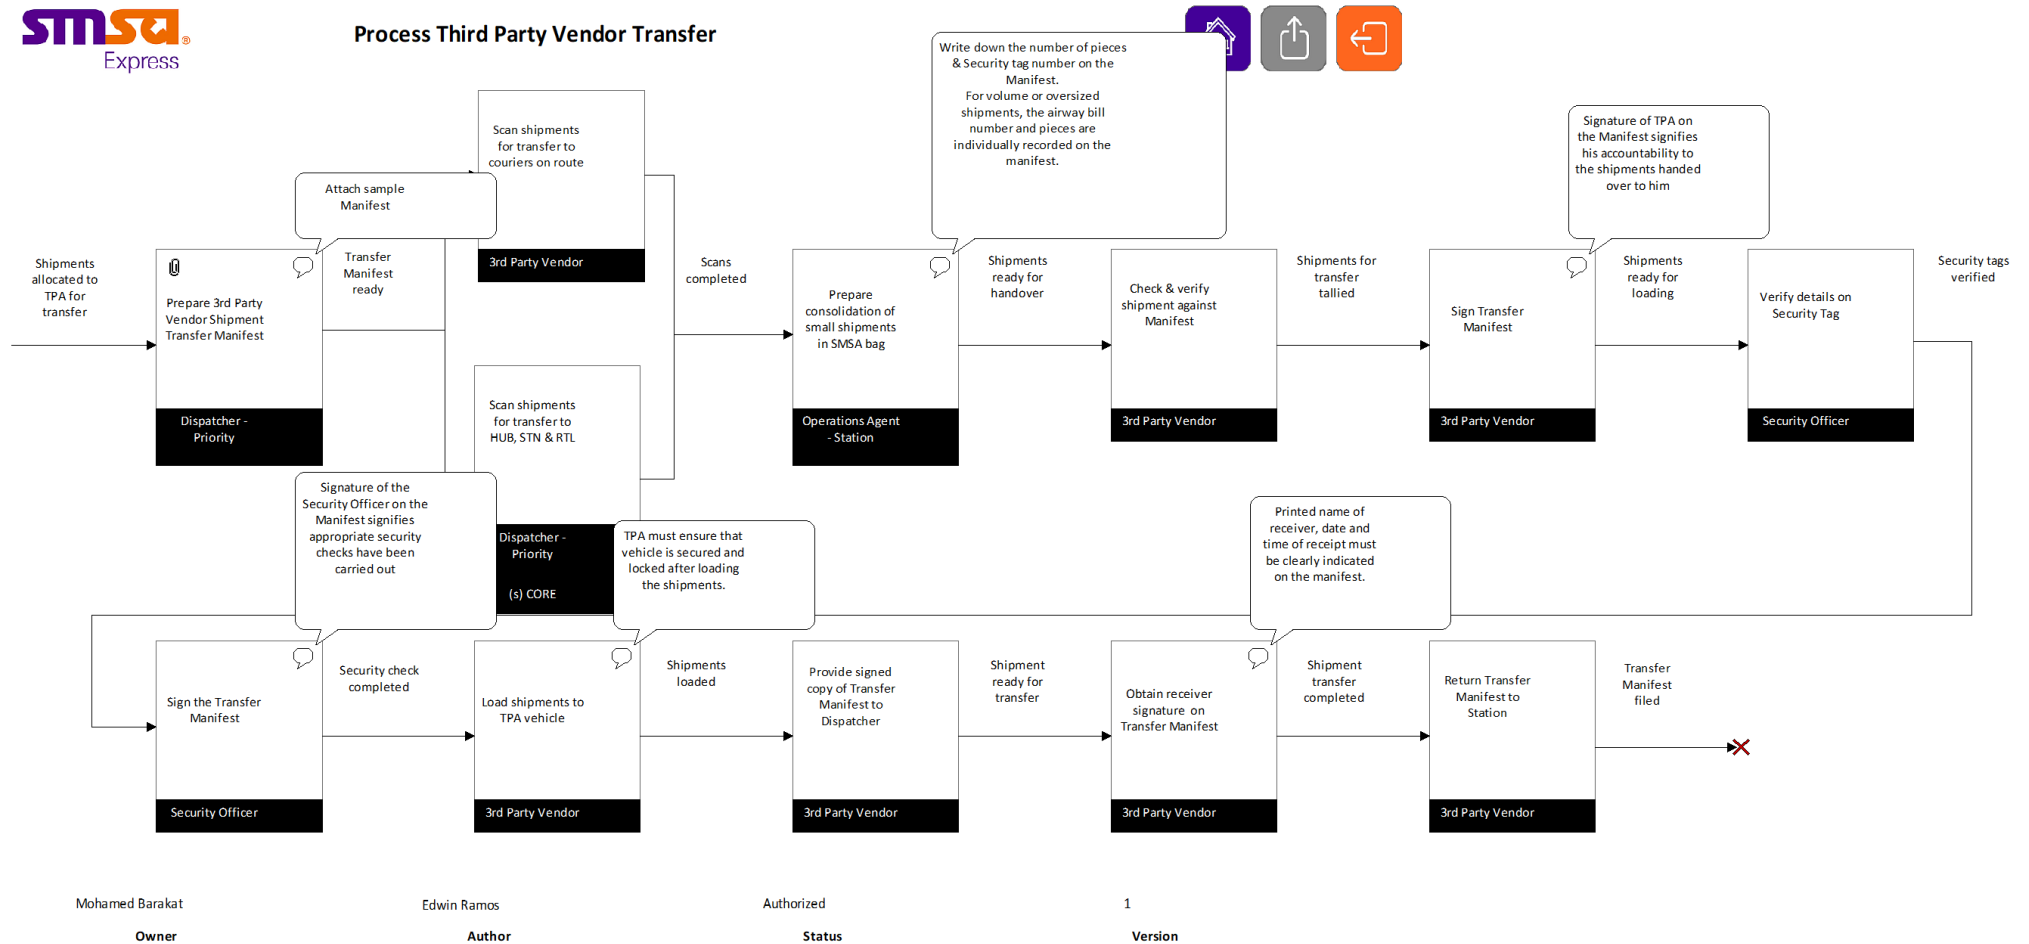 smsa
®
Express
Process Third Party Vendor Transfer
Write down the number of pieces
& Security tag number on the
Manifest.
For volume or oversized
shipments, the airway bill
number and pieces are
individually recorded on the
manifest.
Signature of TPA on
the Manifest signifies
his accountability to
the shipments handed
over to him
Scan shipments
for transfer to
couriers on route
3rd Party Vendor
Attach sample
Manifest
Shipments
allocated to
TPA for
transfer
Prepare 3rd Party
Vendor Shipment
Transfer Manifest
Dispatcher -
Priority
Transfer
Manifest
ready
Scan shipments
for transfer to
HUB, STN & RTL
Dispatcher -
Priority
(s) CORE
Scans
completed
Prepare
consolidation of
small shipments
in SMSA bag
Operations Agent
- Station
Shipments
ready for
handover
Check & verify
shipment against
Manifest
3rd Party Vendor
Shipments for
transfer
tallied
Sign Transfer
Manifest
3rd Party Vendor
Shipments
ready for
loading
Verify details on
Security Tag
Security Officer
Security tags
verified
Signature of the
Security Officer on the
Manifest signifies
appropriate security
checks have been
carried out
TPA must ensure that
vehicle is secured and
locked after loading
the shipments.
Printed name of
receiver, date and
time of receipt must
be clearly indicated
on the manifest.
Sign the Transfer
Manifest
Security Officer
Security check
completed
Load shipments to
TPA vehicle
3rd Party Vendor
Shipments
loaded
Provide signed
copy of Transfer
Manifest to
Dispatcher
3rd Party Vendor
Shipment
ready for
transfer
Obtain receiver
signature on
Transfer Manifest
3rd Party Vendor
Shipment
transfer
completed
Return Transfer
Manifest to
Station
3rd Party Vendor
Transfer
Manifest
filed
Mohamed Barakat
Owner
Edwin Ramos
Author
Authorized
Status
1
Version